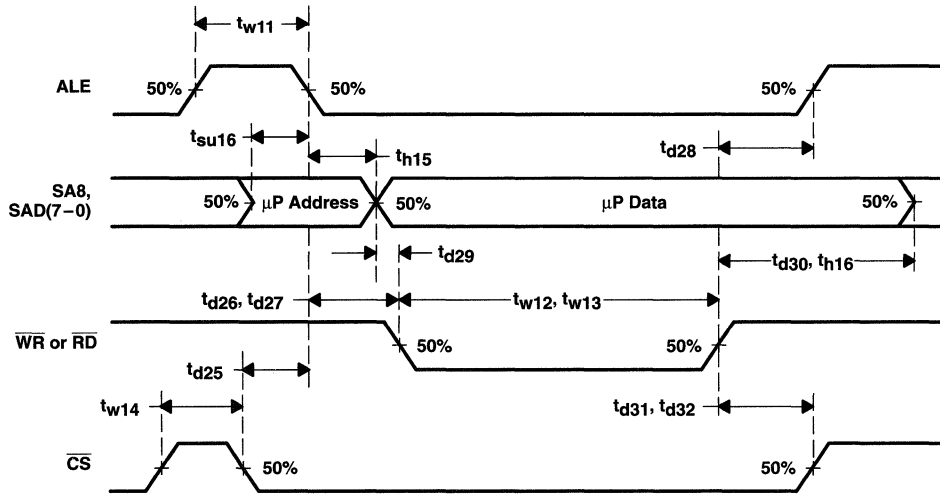 tw11
ALE 50% 50% 50%
tsu16 th15 td28
SA8,
SAD(7–0) 50% μP Address 50% μP Data 50%
td29 td30, th16
td26, td27 tw12, tw13
WR or RD 50% 50%
td25
tw14 td31, td32
CS 50% 50%